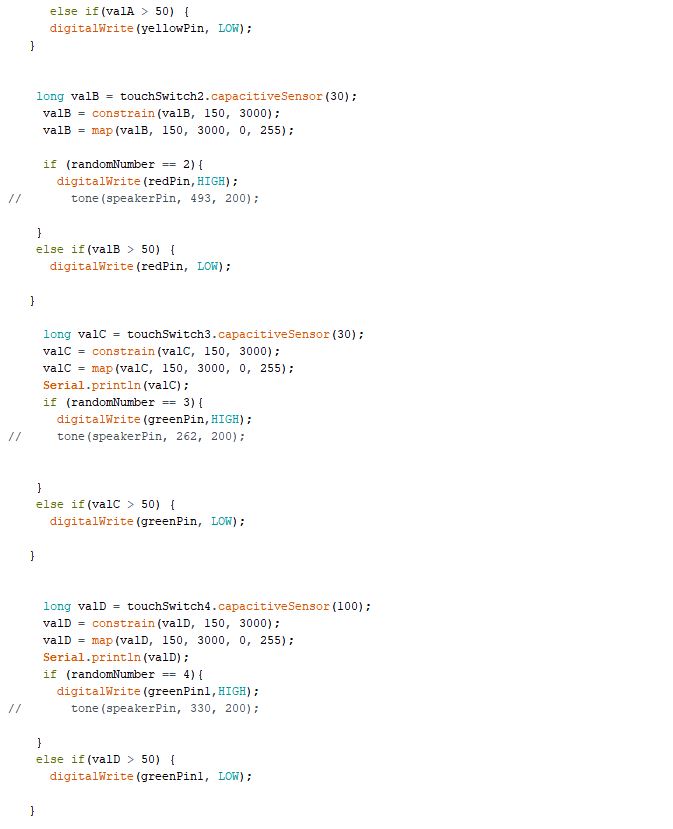 else if(valA > 50) {
digitalWrite(yellowPin, LOW);
}
long valB = touchSwitch2.capacitiveSensor(30);
valB = constrain(valB, 150, 3000);
valB = map(valB, 150, 3000, 0, 255);
if (randomNumber == 2){
digitalWrite(redPin,HIGH);
// tone(speakerPin, 493, 200);
}
else if(valB > 50) {
digitalWrite(redPin, LOW);
}
long valC = touchSwitch3.capacitiveSensor(30);
valC = constrain(valC, 150, 3000);
valC = map(valC, 150, 3000, 0, 255);
Serial.println(valC);
if (randomNumber == 3){
digitalWrite(greenPin,HIGH);
// tone(speakerPin, 262, 200);
}
else if(valC > 50) {
digitalWrite(greenPin, LOW);
}
long valD = touchSwitch4.capacitiveSensor(100);
valD = constrain(valD, 150, 3000);
valD = map(valD, 150, 3000, 0, 255);
Serial.println(valD);
if (randomNumber == 4){
digitalWrite(greenPin1,HIGH);
// tone(speakerPin, 330, 200);
}
else if(valD > 50) {
digitalWrite(greenPin1, LOW);
}